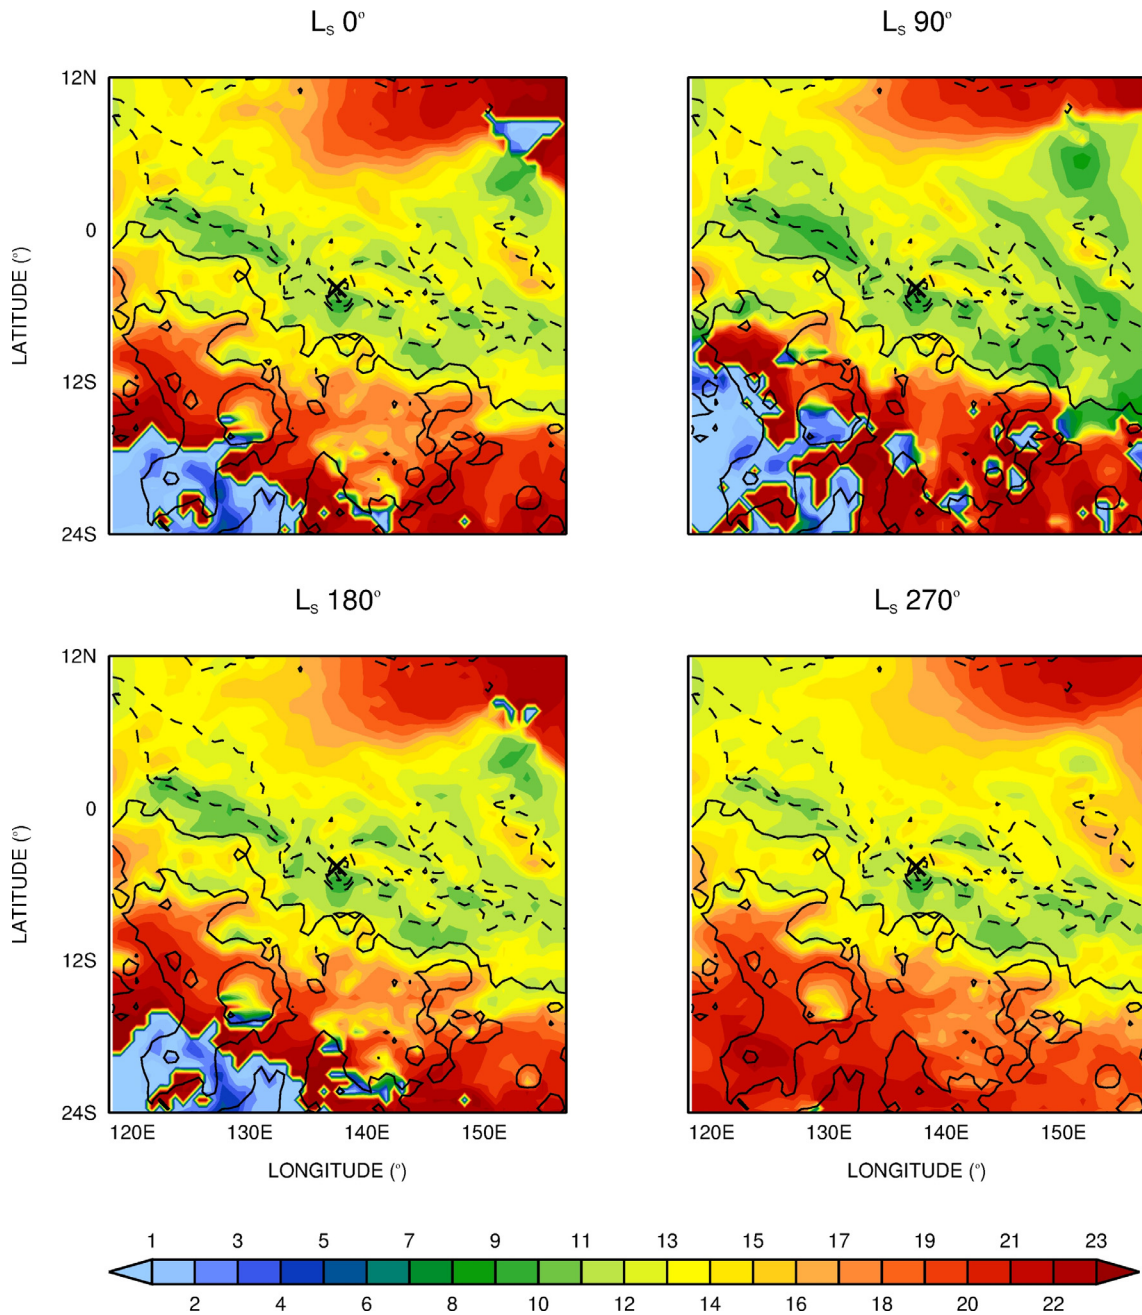 Ls 0° Ls 90°
12N
0
12S
24S
LATITUDE (°)
Ls 180° Ls 270°
12N
0
12S
24S
LATITUDE (°)
120E 130E 140E 150E 120E 130E 140E 150E
LONGITUDE (°) LONGITUDE (°)
1 3 5 7 9 11 13 15 17 19 21 23
2 4 6 8 10 12 14 16 18 20 22